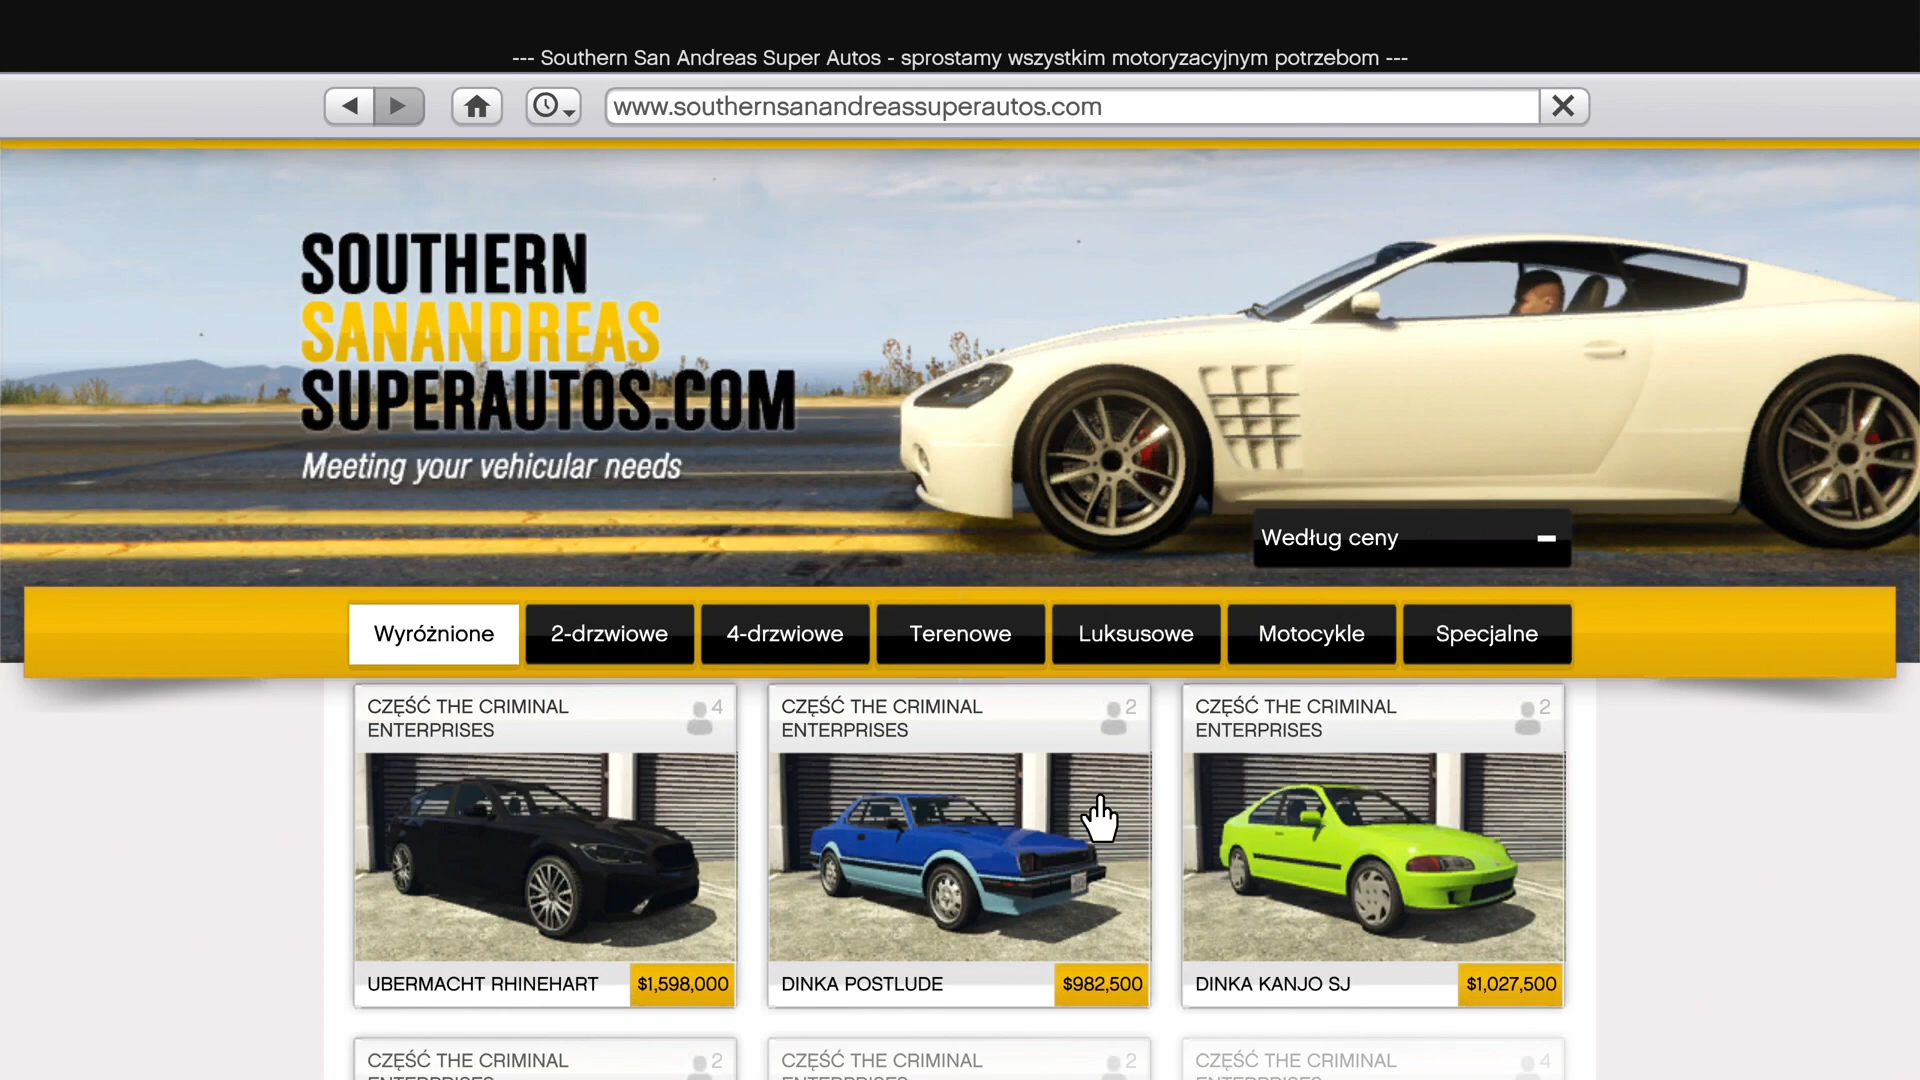 --- Southern San Andreas Super Autos - sprostamy wszystkim motoryzacyjnym potrzebom ---
www.southernsanandreassuperautos.com
SOUTHERN
SANANDREAS
SUPERAUTOS.COM
Meeting your vehicular needs
Według ceny
Wyróżnione
2-drzwiowe
4-drzwiowe
Terenowe
Luksusowe
Motocykle
Specjalne
CZĘŚĆ THE CRIMINAL
ENTERPRISES
4
UBERMACHT RHINEHART
$1,598,000
CZĘŚĆ THE CRIMINAL
ENTERPRISES
2
DINKA POSTLUDE
$982,500
CZĘŚĆ THE CRIMINAL
ENTERPRISES
2
DINKA KANJO SJ
$1,027,500
CZĘŚĆ THE CRIMINAL
ENTERPRISES
2
CZĘŚĆ THE CRIMINAL
ENTERPRISES
2
CZĘŚĆ THE CRIMINAL
ENTERPRISES
4